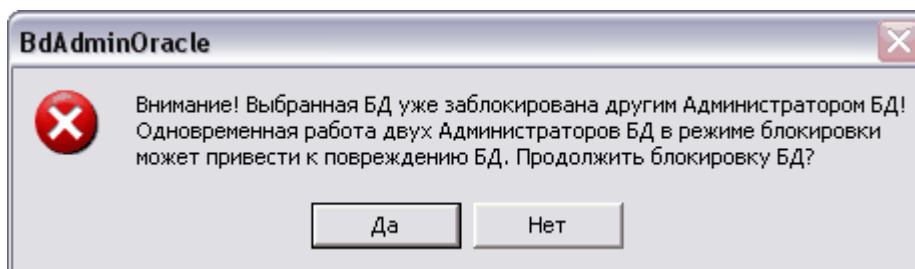 BdAdminOracle
Внимание! Выбранная БД уже заблокирована другим Администратором БД!
Одновременная работа двух Администраторов БД в режиме блокировки
может привести к повреждению БД. Продолжить блокировку БД?
Да
Нет